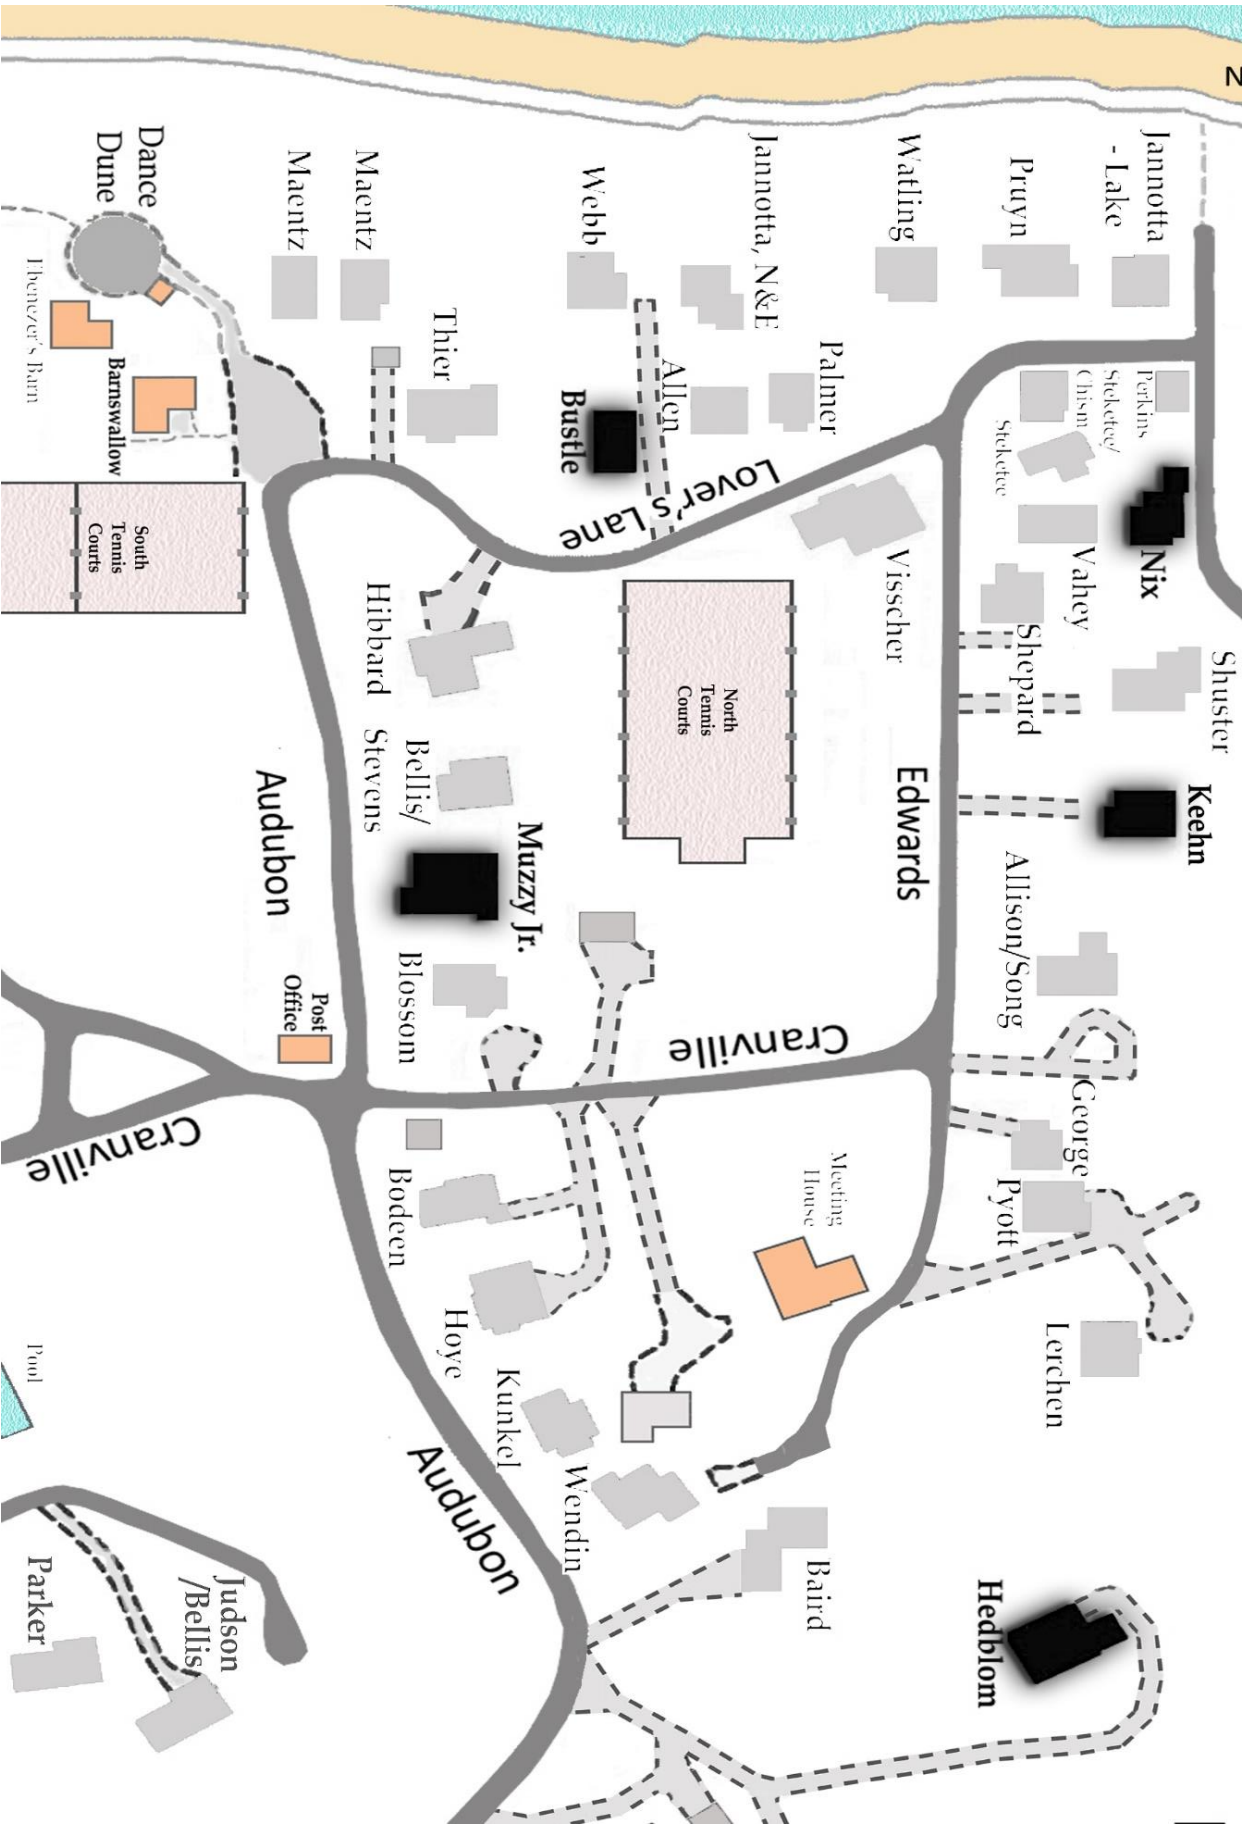 N
Jannotta
- Lake
Pruyn
Watling
Jannotta, N&E
Webb
Maentz
Maentz
Dance
Dune
Ebenezer's Barn
Barnswallow
Thier
Bustle
Allen
Palmer
Perkins
Steketee/
Chism
Steketee
Vahey
Nix
Lover's Lane
South
Tennis
Courts
Hibbard
North
Tennis
Courts
Visscher
Shepard
Shuster
Keehn
Edwards
Bellis/
Stevens
Muzzy Jr.
Audubon
Allison/Song
Blossom
Post
Office
Cranville
George
Cranville
Bodeen
Meeting
House
Pyott
Hoye
Lerchen
Pool
Kunkel
Audubon
Wendin
Baird
Hedblom
Parker
Judson
/Bellis